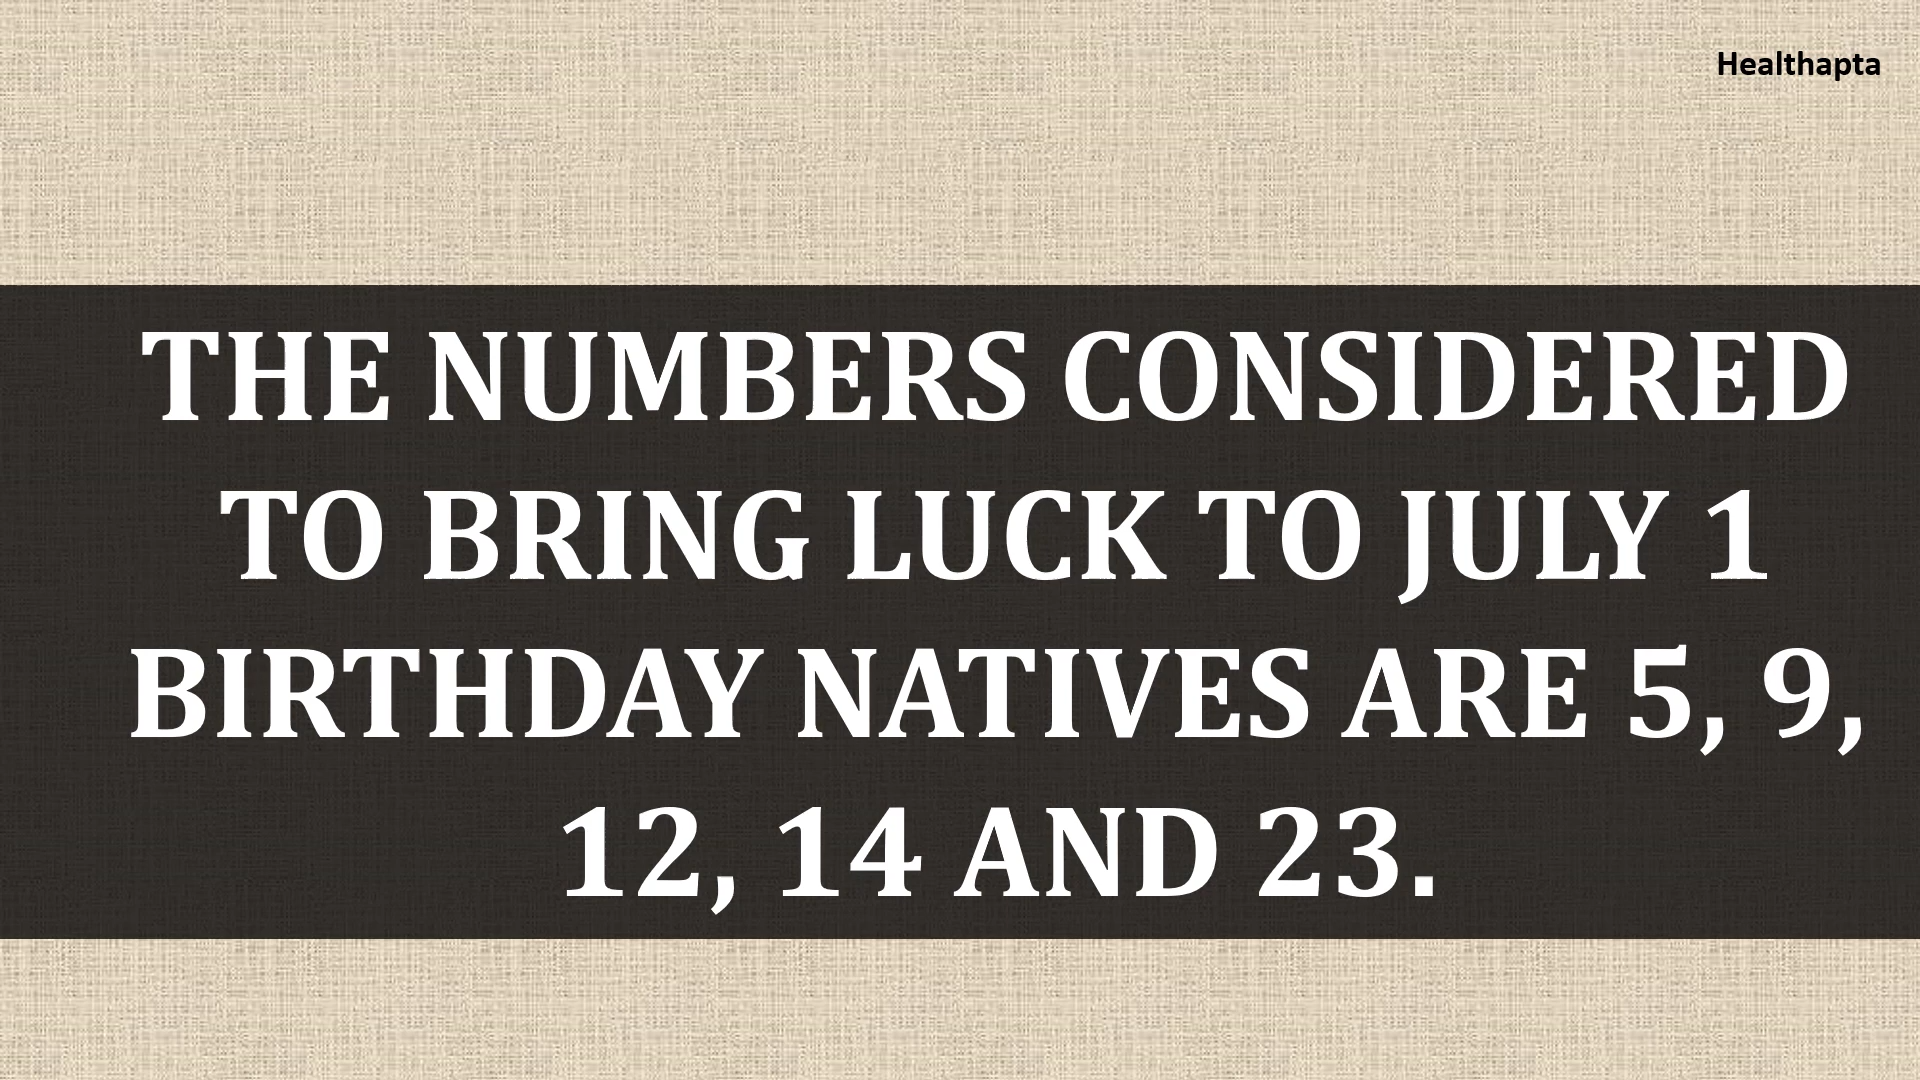 Healthapta
THE NUMBERS CONSIDERED
TO BRING LUCK TO JULY 1
BIRTHDAY NATIVES ARE 5, 9,
12, 14 AND 23.